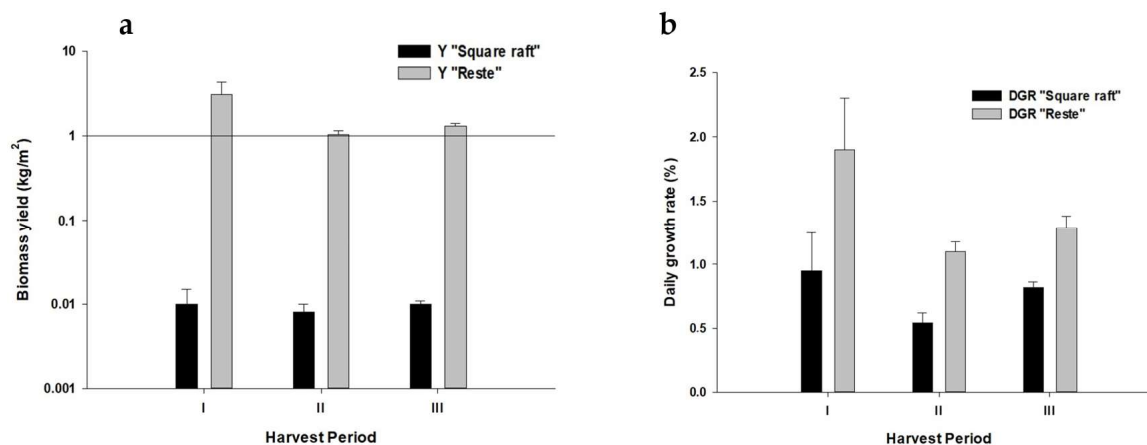 a
10
1
0.1
0.01
0.001
Biomass yield (kg/m²)
Y "Square raft"
Y "Reste"
I II III
Harvest Period
b
2.5
2.0
1.5
1.0
0.5
0.0
Daily growth rate (%)
DGR "Square raft"
DGR "Reste"
I II III
Harvest Period